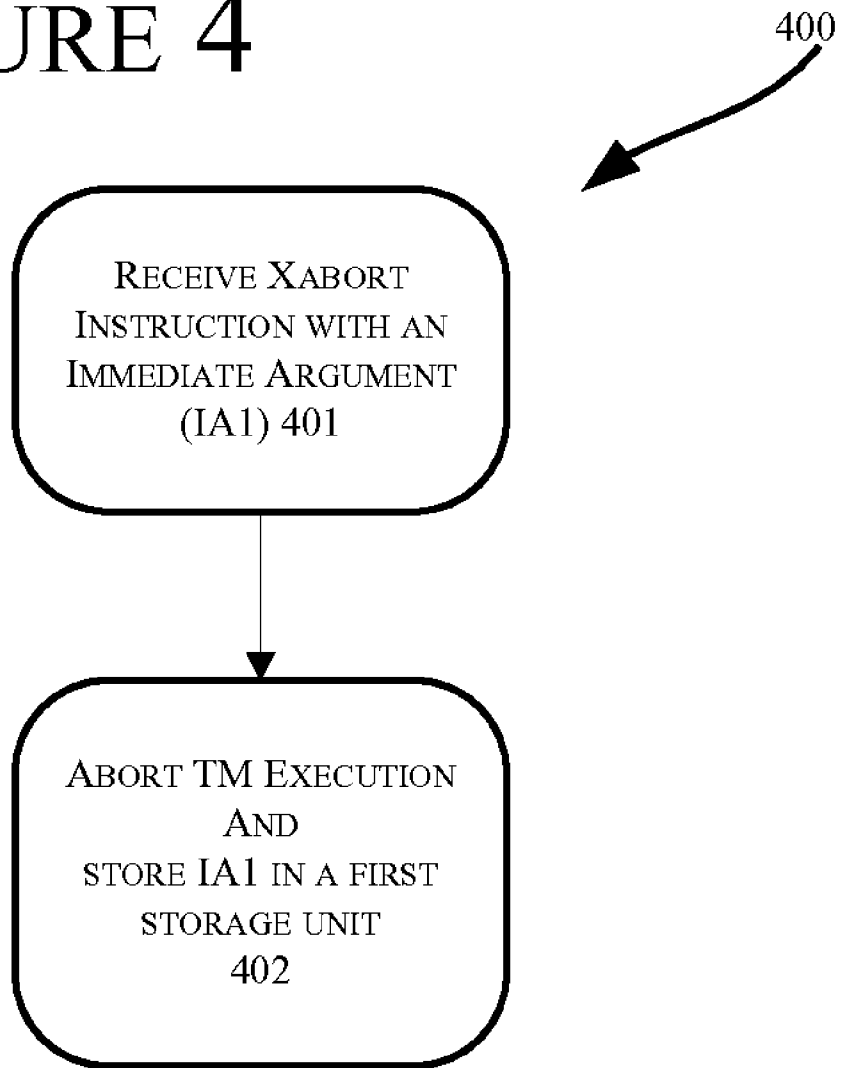 URE 4
400
RECEIVE XABORT
INSTRUCTION WITH AN
IMMEDIATE ARGUMENT
(IA1) 401
ABORT TM EXECUTION
AND
STORE IA1 IN A FIRST
STORAGE UNIT
402